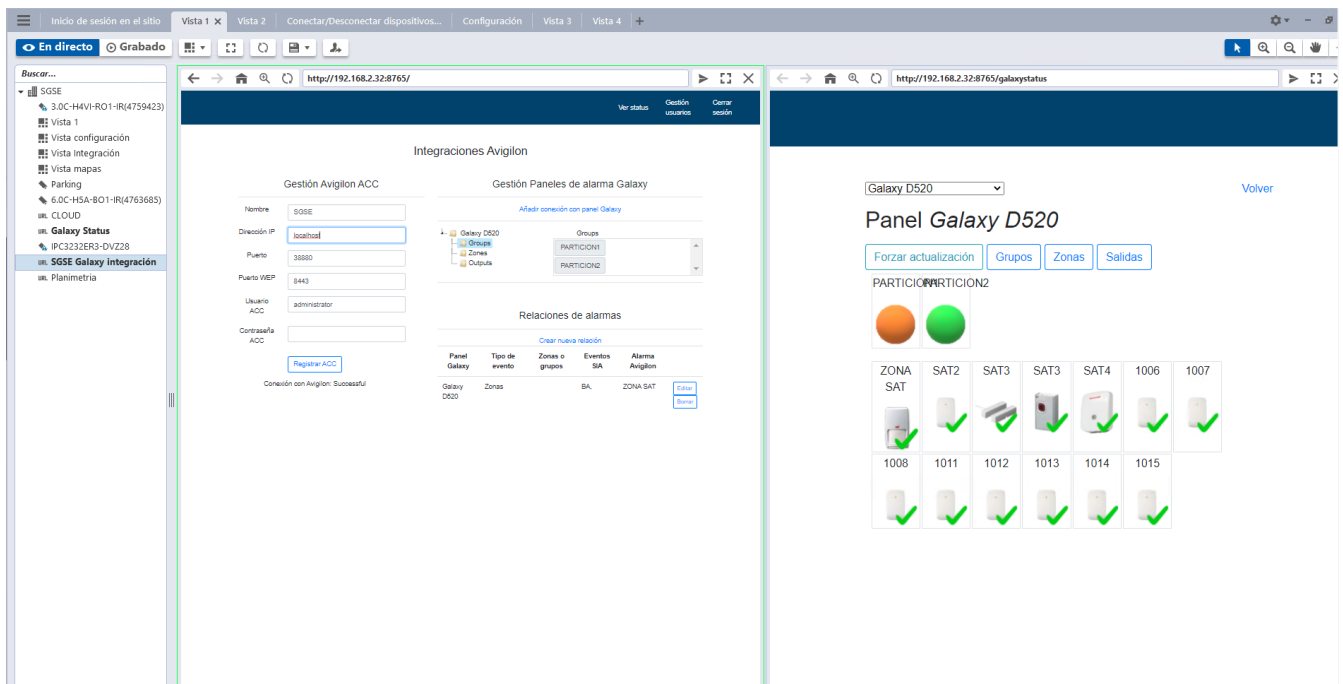 Inicio de sesión en el sitio
Vista 1
Vista 2
Conectar/Desconectar dispositivos...
Configuración
Vista 3
Vista 4
En directo
Grabado
Buscar...
SGSE
3.0C-H4VI-RO1-IR(4759423)
Vista 1
Vista configuración
Vista Integración
Vista mapas
Parking
6.0C-H5A-BO1-IR(4763685)
URL CLOUD
URL Galaxy Status
IPC3232ER3-DVZ28
URL SGSE Galaxy integración
URL Planimetria
http://192.168.2.32:8765/
Ver status
Gestión usuarios
Cerrar sesión
Integraciones Avigilon
Gestión Avigilon ACC
Nombre
SGSE
Dirección IP
localhost
Puerto
38880
Puerto WEP
8443
Usuario ACC
administrator
Contraseña ACC
Registrar ACC
Conexión con Avigilon: Successful
Gestión Paneles de alarma Galaxy
Añadir conexión con panel Galaxy
Galaxy D520
Groups
Zones
Outputs
Groups
PARTICION1
PARTICION2
Relaciones de alarmas
Crear nueva relación
Panel Galaxy
Tipo de evento
Zonas o grupos
Eventos SIA
Alarma Avigilon
Galaxy D520
Zonas
BA,
ZONA SAT
Editar
Borrar
http://192.168.2.32:8765/galaxystatus
Galaxy D520
Volver
Panel Galaxy D520
Forzar actualización
Grupos
Zonas
Salidas
PARTICION1
PARTICION2
ZONA SAT
SAT2
SAT3
SAT3
SAT4
1006
1007
1008
1011
1012
1013
1014
1015